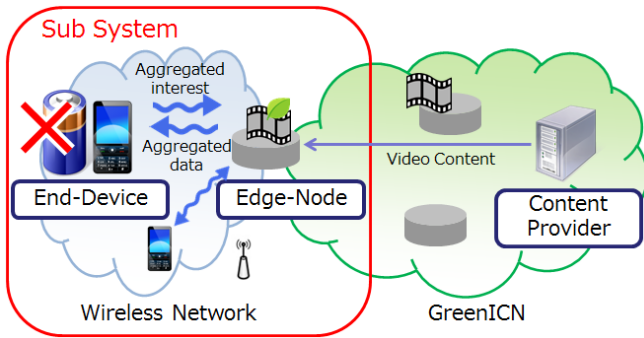 Sub System
Aggregated
interest
Aggregated
data
Video Content
End-Device
Edge-Node
Content
Provider
Wireless Network
GreenICN